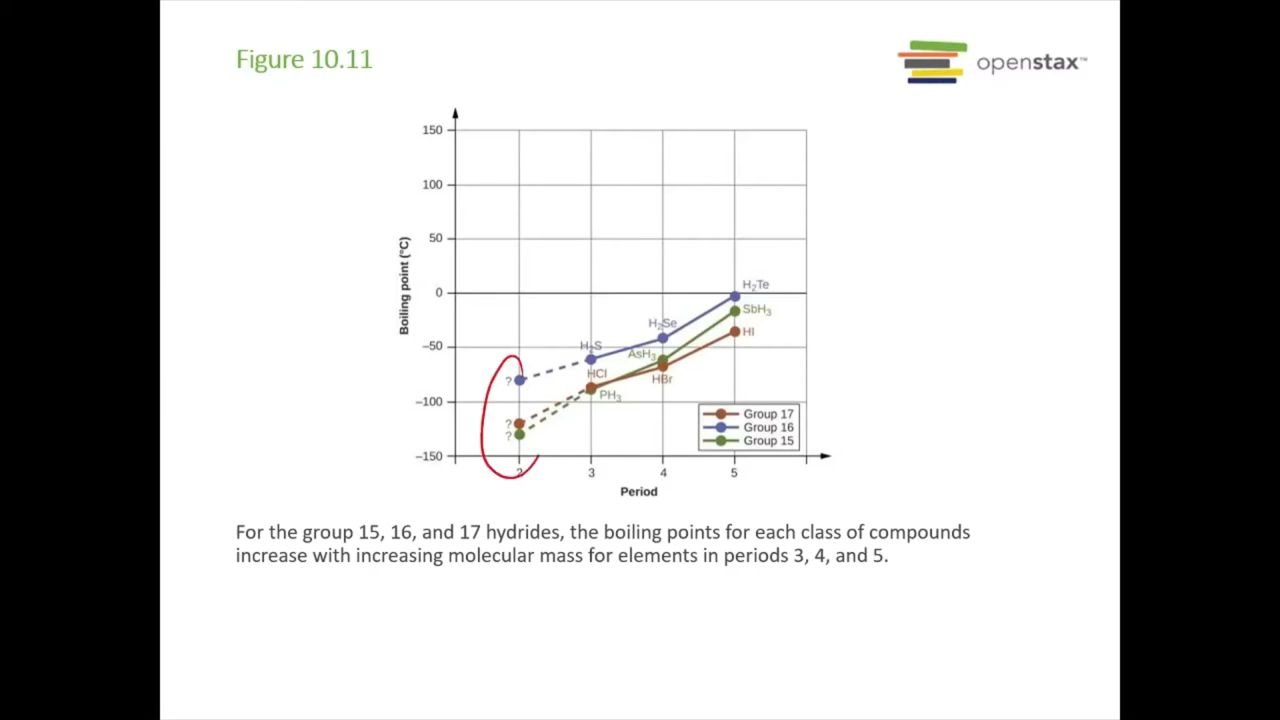 Figure 10.11
openstax™
150
100
50
0
–50
–100
–150
Boiling point (°C)
H₂Te
SbH₃
HI
H₂Se
AsH₃
HBr
H₂S
HCl
PH₃
?
?
?
Group 17
Group 16
Group 15
2
3
4
5
Period
For the group 15, 16, and 17 hydrides, the boiling points for each class of compounds
increase with increasing molecular mass for elements in periods 3, 4, and 5.